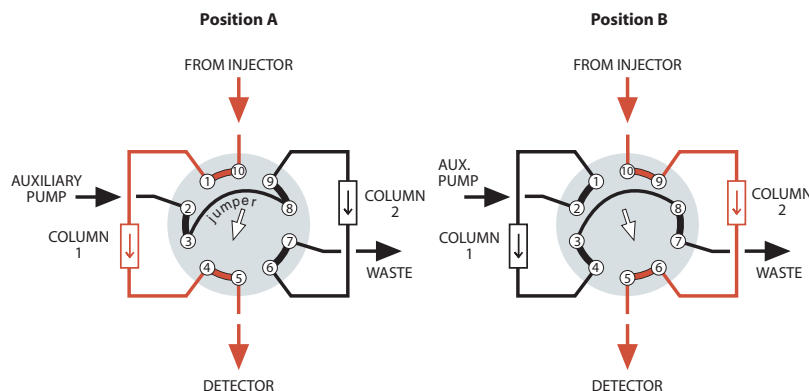 Position A
FROM INJECTOR
AUXILIARY
PUMP
COLUMN
1
COLUMN
2
WASTE
DETECTOR
jumper
1
10
9
2
8
3
7
4
5
6
Position B
FROM INJECTOR
AUX.
PUMP
COLUMN
1
COLUMN
2
WASTE
DETECTOR
10
1
9
2
8
3
7
4
5
6